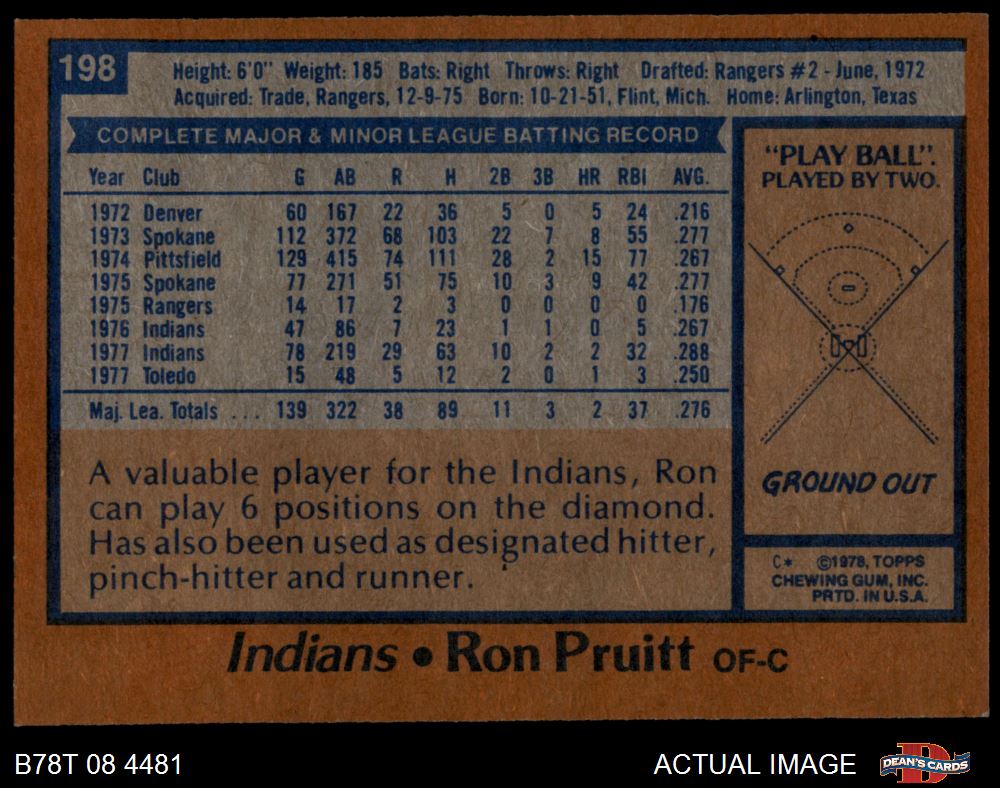 198
Height: 6'0" Weight: 185 Bats: Right Throws: Right Drafted: Rangers #2 - June, 1972
Acquired: Trade, Rangers, 12-9-75 Born: 10-21-51, Flint, Mich. Home: Arlington, Texas
COMPLETE MAJOR & MINOR LEAGUE BATTING RECORD
Year Club G AB R H 2B 3B HR RBI AVG.
1972 Denver 60 167 22 36 5 0 5 24 .216
1973 Spokane 112 372 68 103 22 7 8 55 .277
1974 Pittsfield 129 415 74 111 28 2 15 77 .267
1975 Spokane 77 271 51 75 10 3 9 42 .277
1975 Rangers 14 17 2 3 0 0 0 0 .176
1976 Indians 47 86 7 23 1 1 0 5 .267
1977 Indians 78 219 29 63 10 2 2 32 .288
1977 Toledo 15 48 5 12 2 0 1 3 .250
Maj. Lea. Totals ... 139 322 38 89 11 3 2 37 .276
A valuable player for the Indians, Ron
can play 6 positions on the diamond.
Has also been used as designated hitter,
pinch-hitter and runner.
"PLAY BALL".
PLAYED BY TWO.
GROUND OUT
C* ©1978, TOPPS
CHEWING GUM, INC.
PRTD. IN U.S.A.
Indians • Ron Pruitt OF-C
B78T 08 4481
ACTUAL IMAGE
DEAN'S CARDS